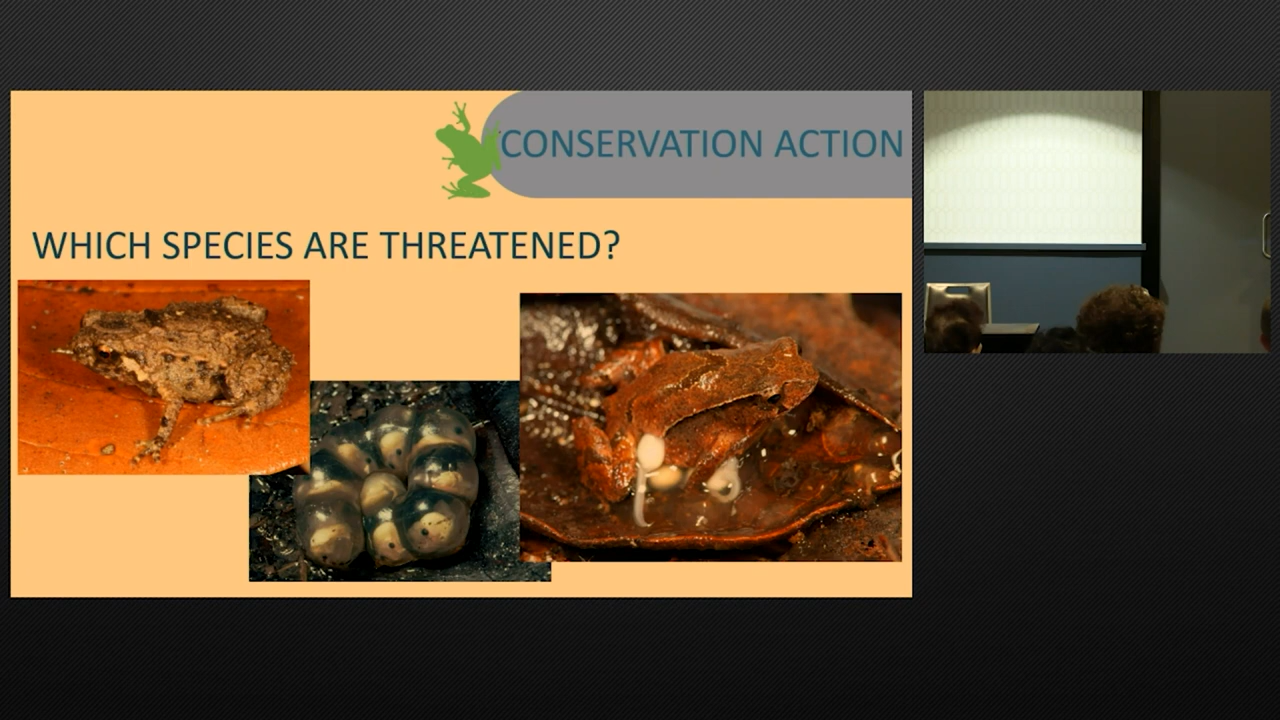 CONSERVATION ACTION
WHICH SPECIES ARE THREATENED?